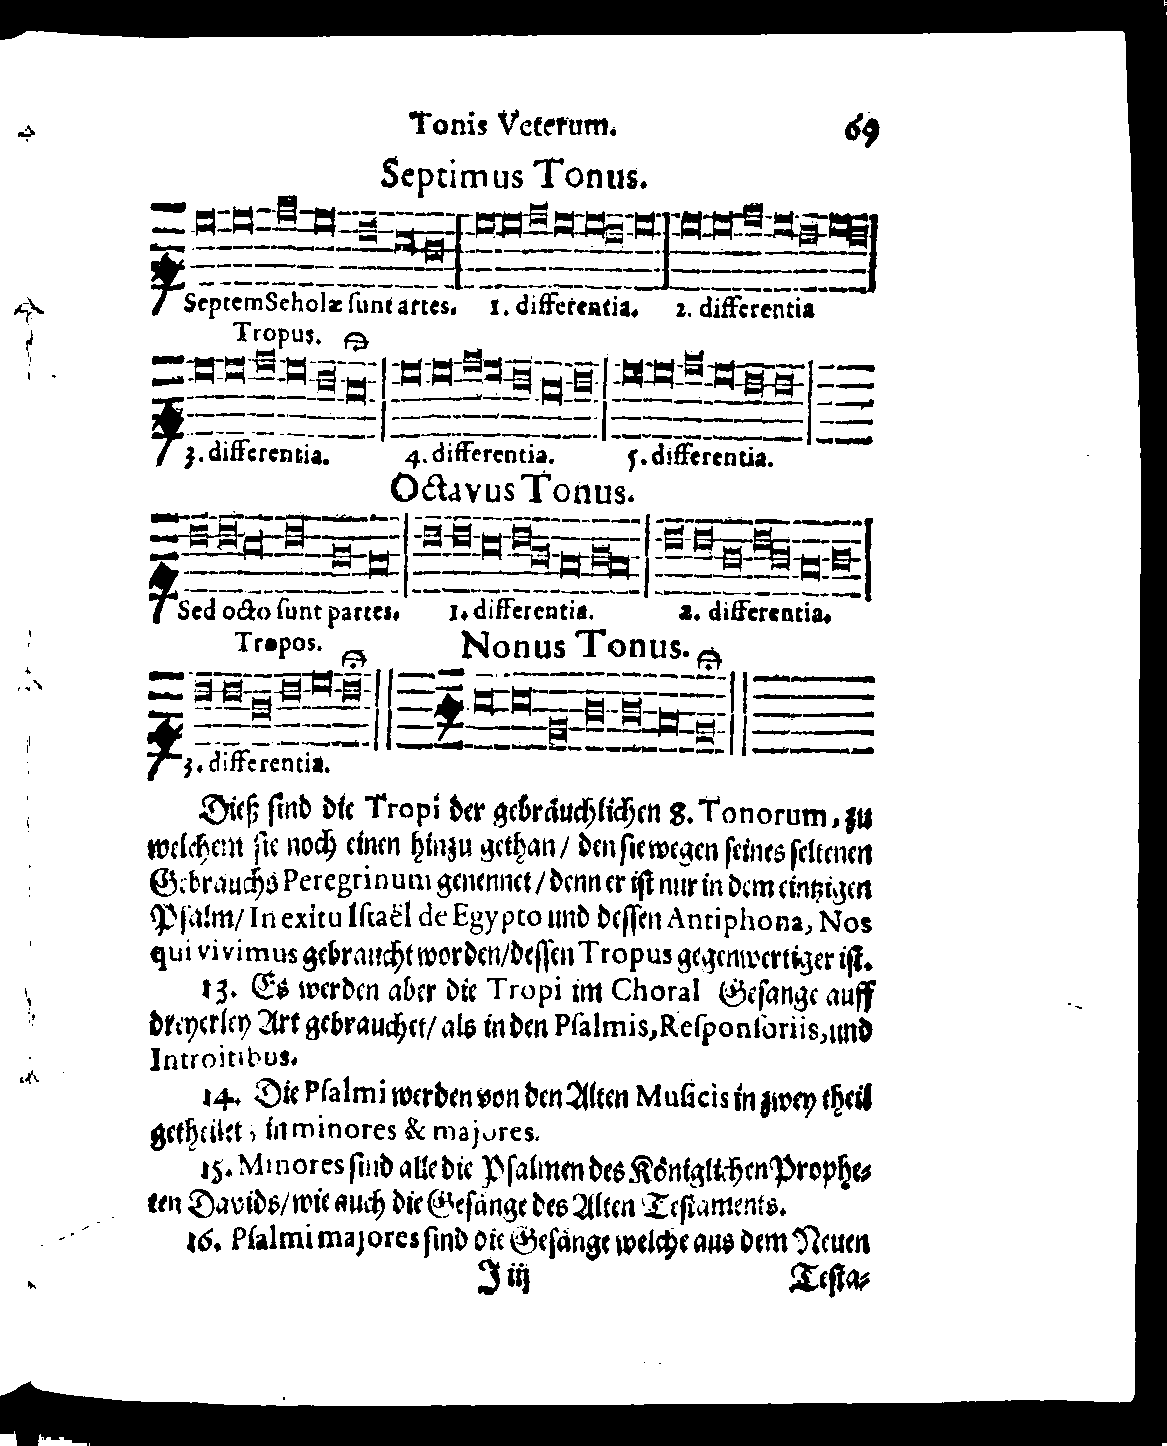 Tonis Veterum. 69
Septimus Tonus.
Septem Scholæ ſunt artes. 1. differentia. 2. differentia
Tropus.
3. differentia. 4. differentia. 5. differentia.
Octavus Tonus.
Sed octo ſunt partes. 1. differentia. 2. differentia.
Tropos. Nonus Tonus.
3. differentia.
Dieß ſind die Tropi der gebräuchlichen 8. Tonorum, zu
welchem ſie noch einen hinzu gethan / den ſie wegen ſeines ſeltenen
Gebrauchs Peregrinum genennet / denn er iſt nur in dem eintzigen
Pſalm / In exitu Iſraël de Egypto und deſſen Antiphona, Nos
qui vivimus gebraucht worden / deſſen Tropus gegenwertiger iſt.
13. Es werden aber die Tropi im Choral Geſange auff
dreyerley Art gebrauchet / als in den Pſalmis, Reſponſoriis, und
Introitibus.
14. Die Pſalmi werden von den Alten Muſicis in zwey theil
getheilet, in minores & majores.
15. Minores ſind alle die Pſalmen des Königlichen Prophe⸗
ten Davids / wie auch die Geſänge des Alten Teſtaments.
16. Pſalmi majores ſind die Geſänge welche aus dem Neuen
J iij Teſta⸗